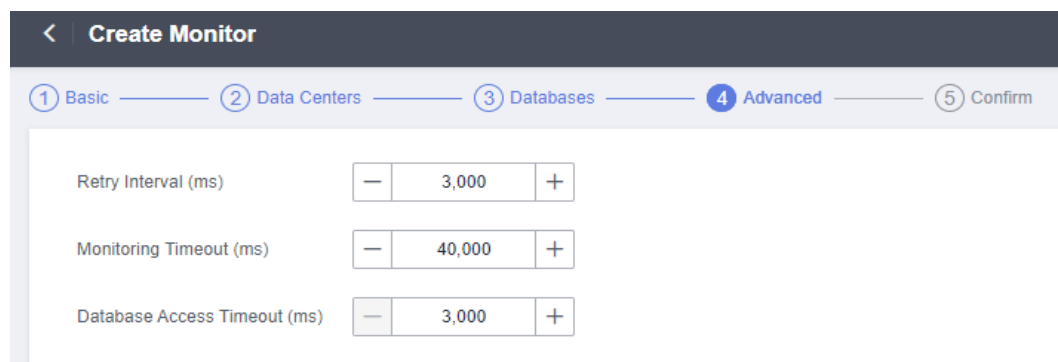 Create Monitor
1 Basic 2 Data Centers 3 Databases 4 Advanced 5 Confirm
Retry Interval (ms) 3,000
Monitoring Timeout (ms) 40,000
Database Access Timeout (ms) 3,000